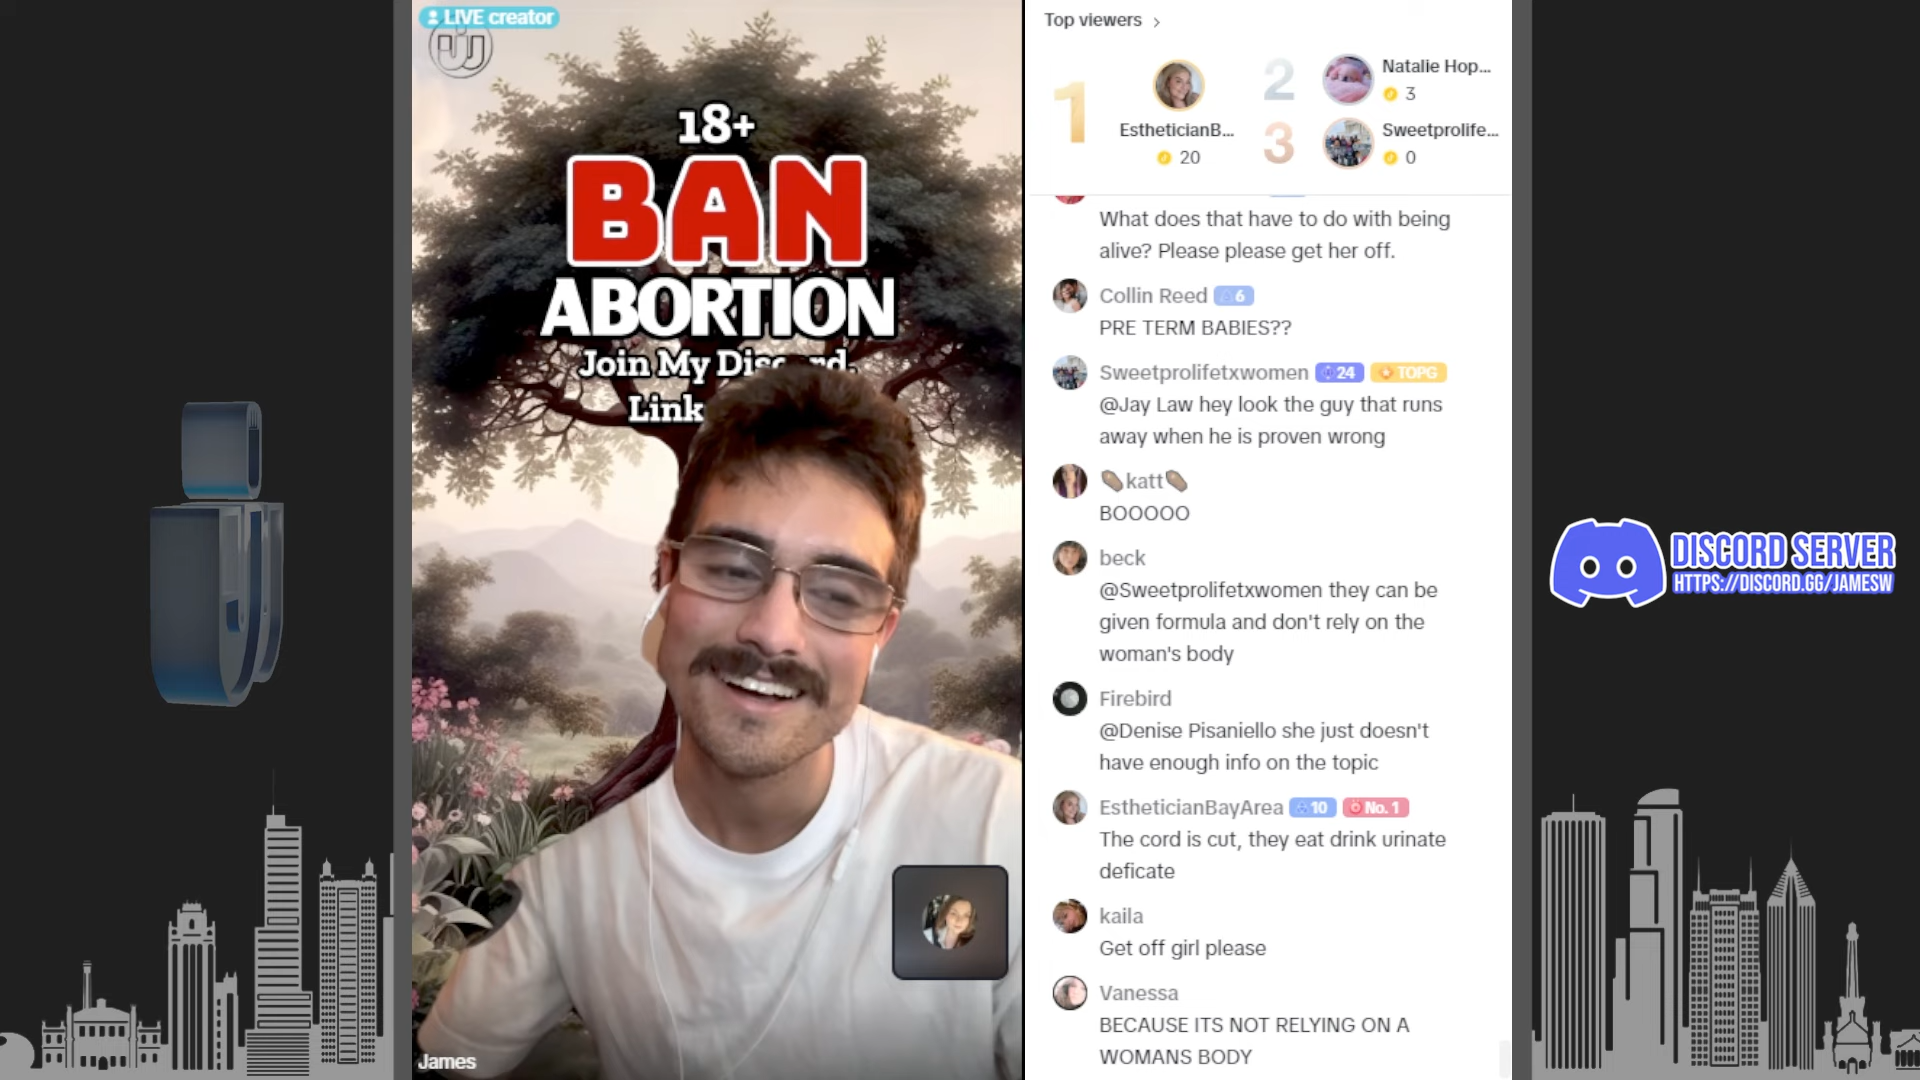 LIVE creator
18+
BAN
ABORTION
Join My
Link
James
Top viewers >
1
EstheticianB...
20
2
Natalie Hop...
3
3
Sweetprolife...
0
What does that have to do with being
alive? Please please get her off.
Collin Reed 6
PRE TERM BABIES??
Sweetprolifetxwomen 24 TOPG
@Jay Law hey look the guy that runs
away when he is proven wrong
⚰️katt⚰️
BOOOOO
beck
@Sweetprolifetxwomen they can be
given formula and don't rely on the
woman's body
Firebird
@Denise Pisaniello she just doesn't
have enough info on the topic
EstheticianBayArea 10 No. 1
The cord is cut, they eat drink urinate
deficate
kaila
Get off girl please
Vanessa
BECAUSE ITS NOT RELYING ON A
WOMANS BODY
DISCORD SERVER
HTTPS://DISCORD.GG/JAMESW